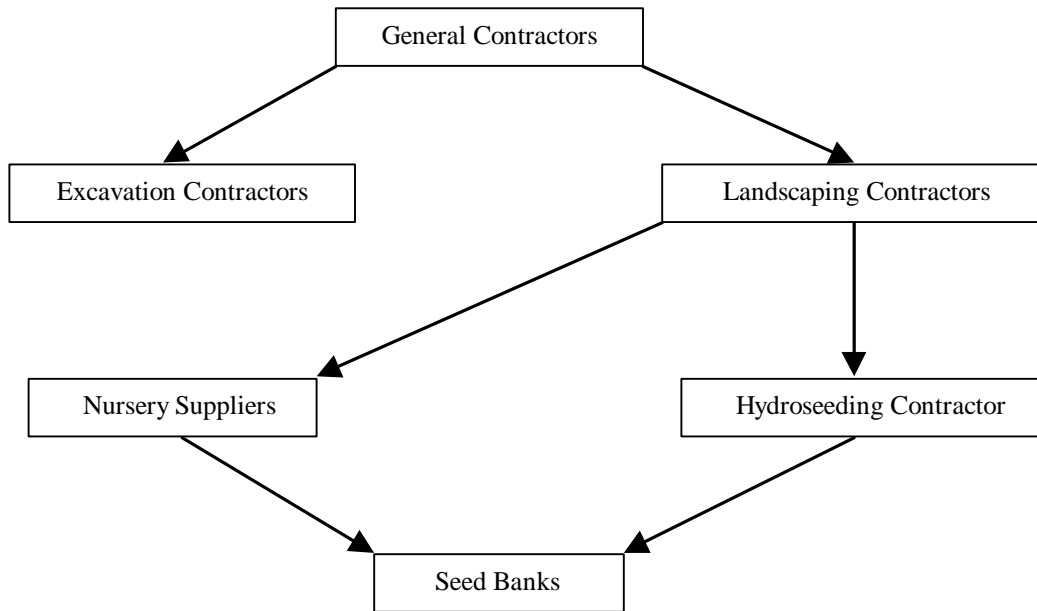 General Contractors
Excavation Contractors
Landscaping Contractors
Nursery Suppliers
Hydroseeding Contractor
Seed Banks